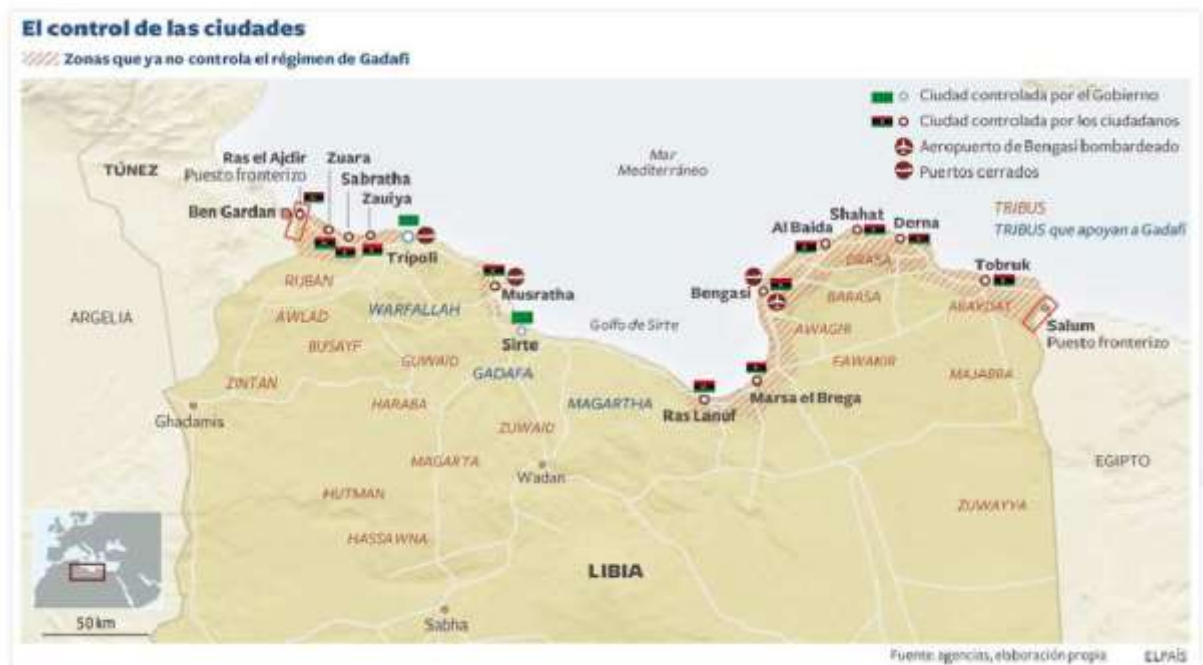 El control de las ciudades
Zonas que ya no controla el régimen de Gadafi
Ciudad controlada por el Gobierno
Ciudad controlada por los ciudadanos
Aeropuerto de Bengasi bombardeado
Puertos cerrados
TRIBUS
TRIBUS que apoyan a Gadafi
TÚNEZ
Ras el Ajdir
Puesto fronterizo
Zuara
Sabratha
Zauiya
Ben Gardan
Trípoli
Mar
Mediterráneo
Musratha
Sirte
Golfo de Sirte
Al Baida
Shahat
Derna
Tobruk
Bengasi
Salum
Puesto fronterizo
Marsa el Brega
Ras Lanuf
ARGELIA
RUBAN
AWLAD
WARFALLAH
BUSAYF
GUWAID
GADAFA
ZINTAN
HARABA
MAGARTHA
ZUWAID
MAGARTA
Ghadamis
Wadan
HUTMAN
HASSAWNA
DRASA
BARASA
ABAYDAT
AWAGIR
FAWAKIR
MAJABRA
EGIPTO
ZUWAYYA
LIBIA
Sabha
50 km
Fuente: agencias, elaboración propia
ELPAÍS